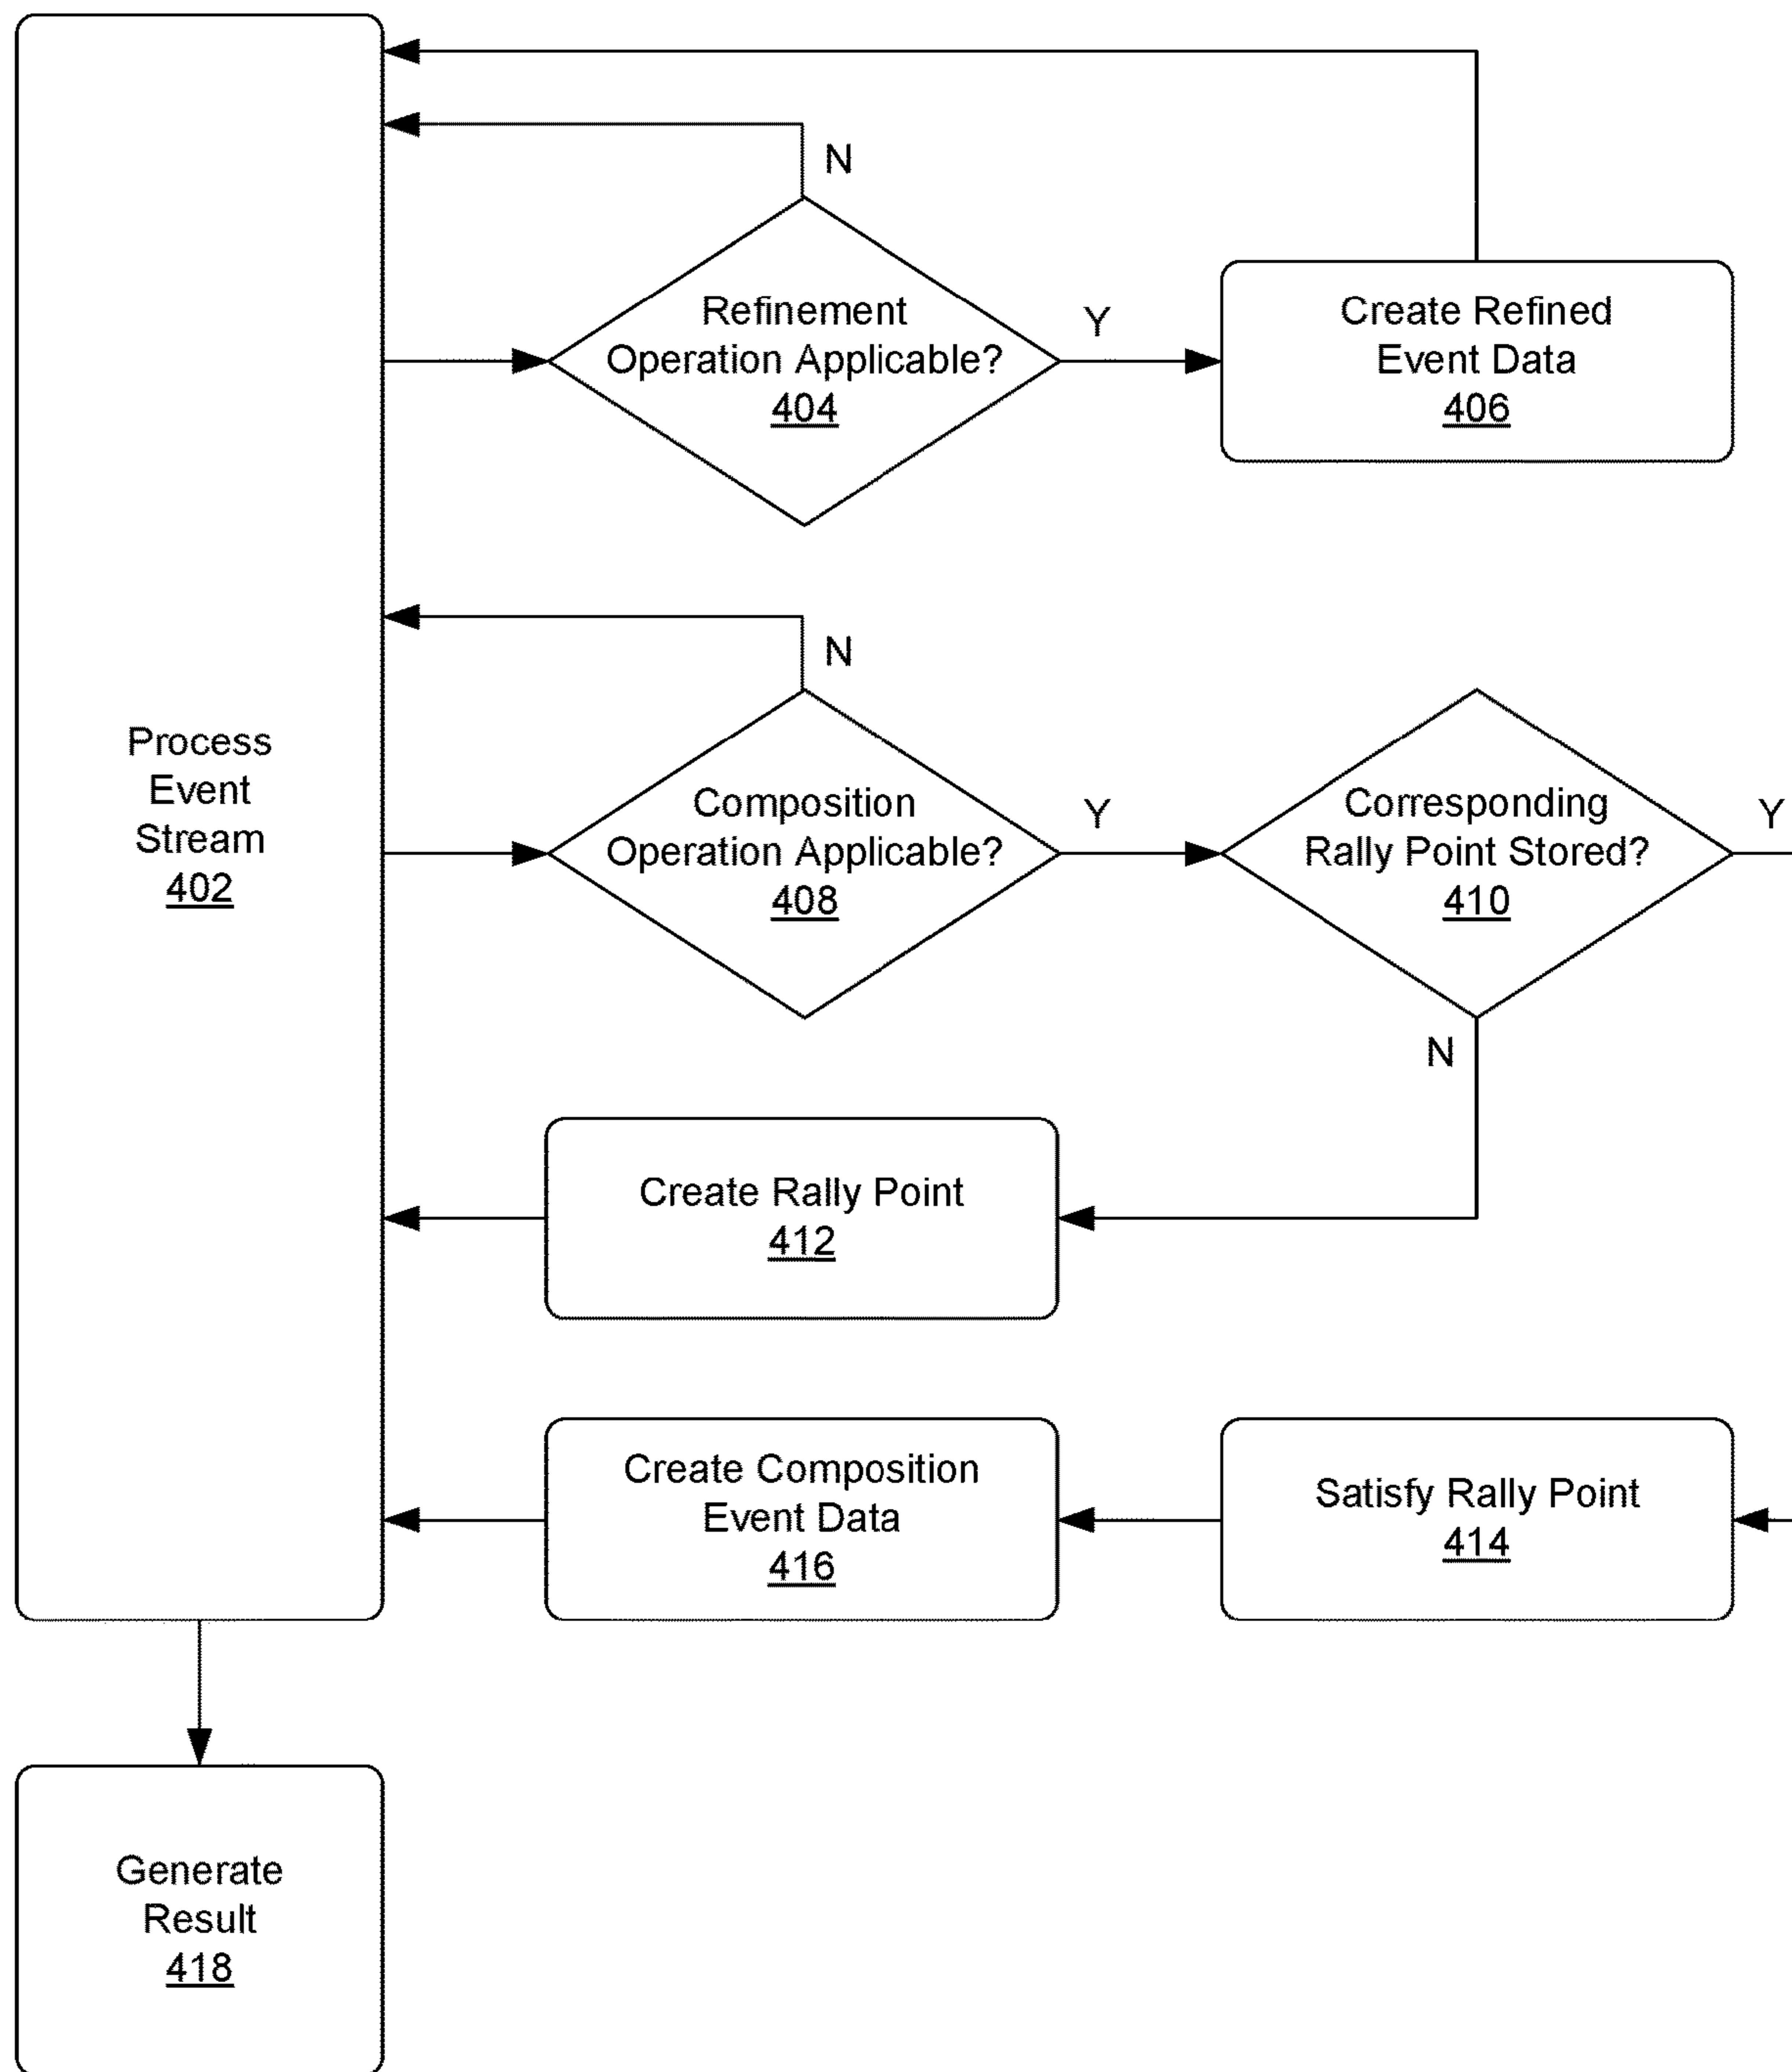 N
Refinement
Operation Applicable?
404
Y
Create Refined
Event Data
406
N
Process
Event
Stream
402
Composition
Operation Applicable?
408
Y
Corresponding
Rally Point Stored?
410
Y
N
Create Rally Point
412
Create Composition
Event Data
416
Satisfy Rally Point
414
Generate
Result
418